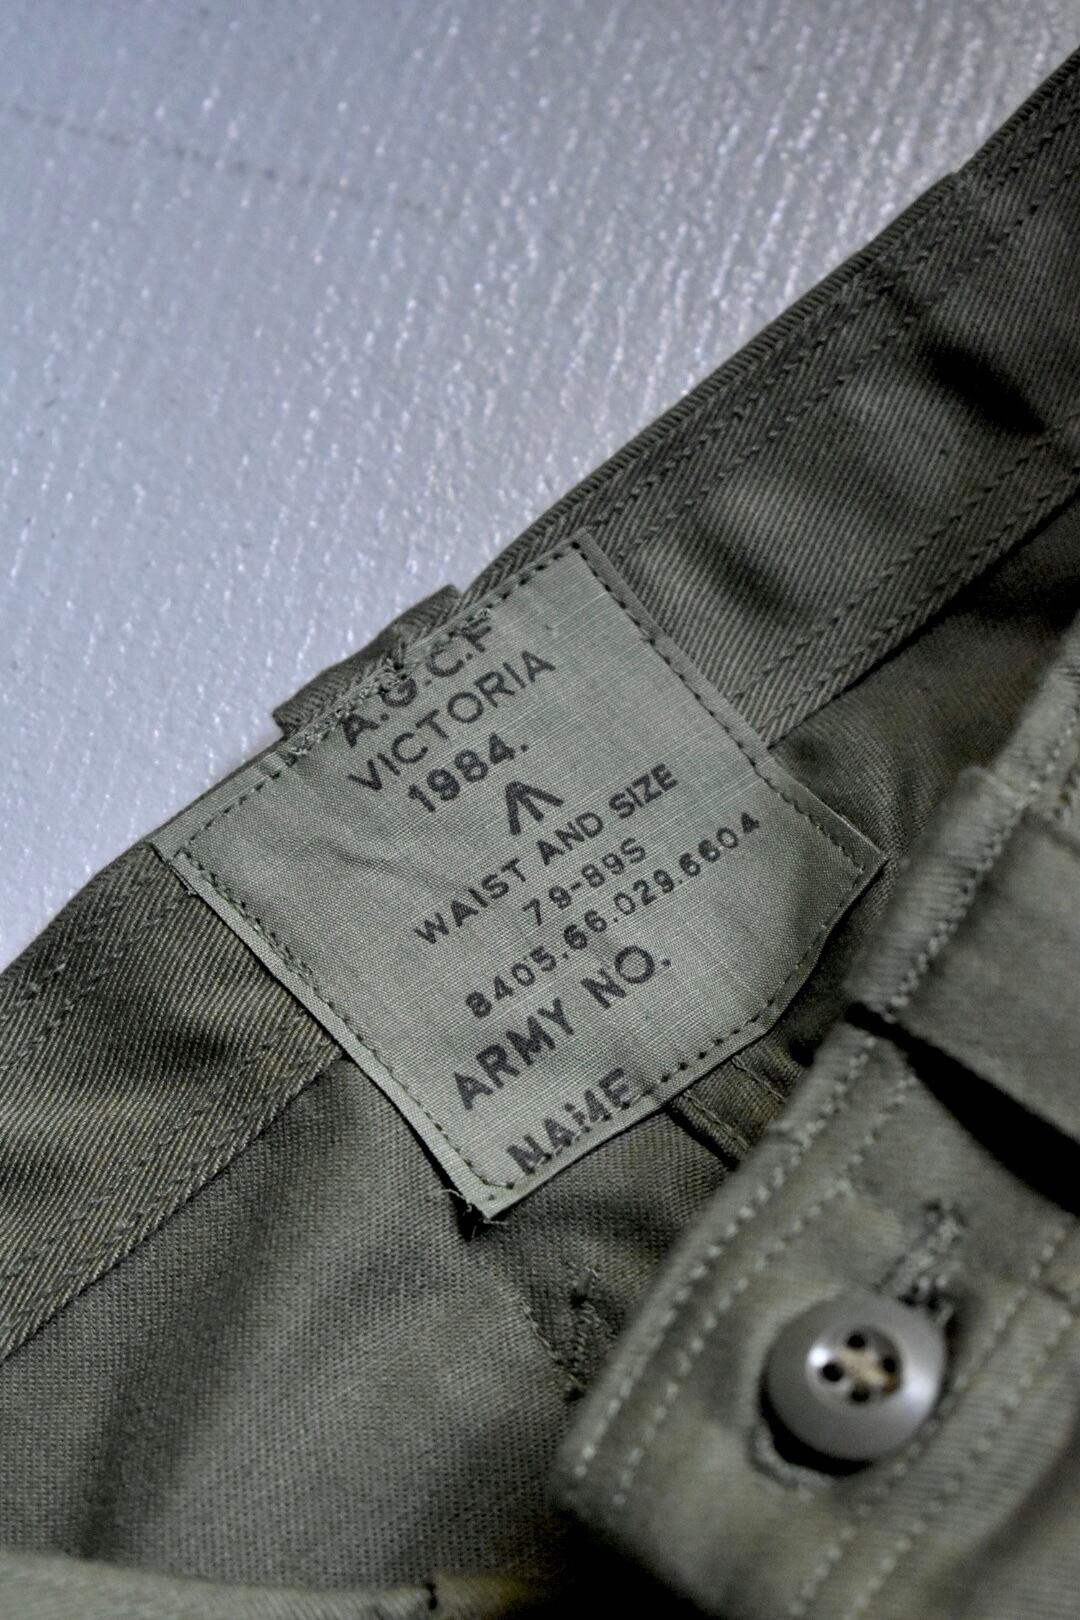 A.G.C.F
VICTORIA
1984.
WAIST AND SIZE
79-89S
8405.66.029.6604
ARMY NO.
NAME